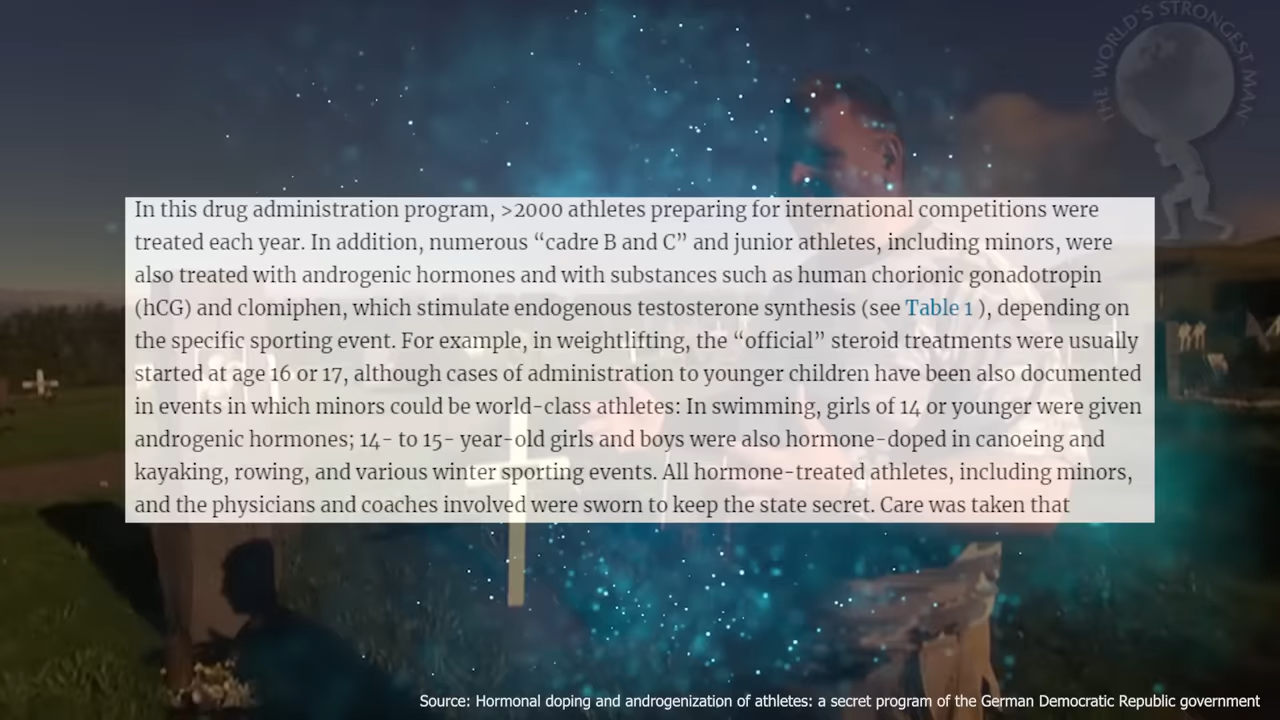 THE WORLD'S STRONGEST MAN
In this drug administration program, >2000 athletes preparing for international competitions were
treated each year. In addition, numerous “cadre B and C” and junior athletes, including minors, were
also treated with androgenic hormones and with substances such as human chorionic gonadotropin
(hCG) and clomiphen, which stimulate endogenous testosterone synthesis (see Table 1 ), depending on
the specific sporting event. For example, in weightlifting, the “official” steroid treatments were usually
started at age 16 or 17, although cases of administration to younger children have been also documented
in events in which minors could be world-class athletes: In swimming, girls of 14 or younger were given
androgenic hormones; 14- to 15- year-old girls and boys were also hormone-doped in canoeing and
kayaking, rowing, and various winter sporting events. All hormone-treated athletes, including minors,
and the physicians and coaches involved were sworn to keep the state secret. Care was taken that
Source: Hormonal doping and androgenization of athletes: a secret program of the German Democratic Republic government